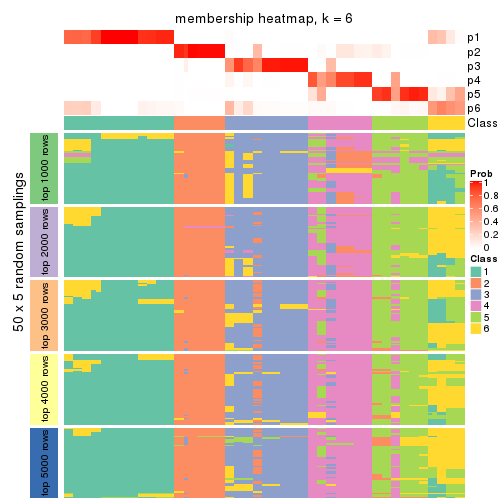 membership heatmap, k = 6
p1
p2
p3
p4
p5
p6
Class
50 x 5 random samplings
top 1000 rows
top 2000 rows
top 3000 rows
top 4000 rows
top 5000 rows
Prob
1
0.8
0.6
0.4
0.2
0
Class
1
2
3
4
5
6